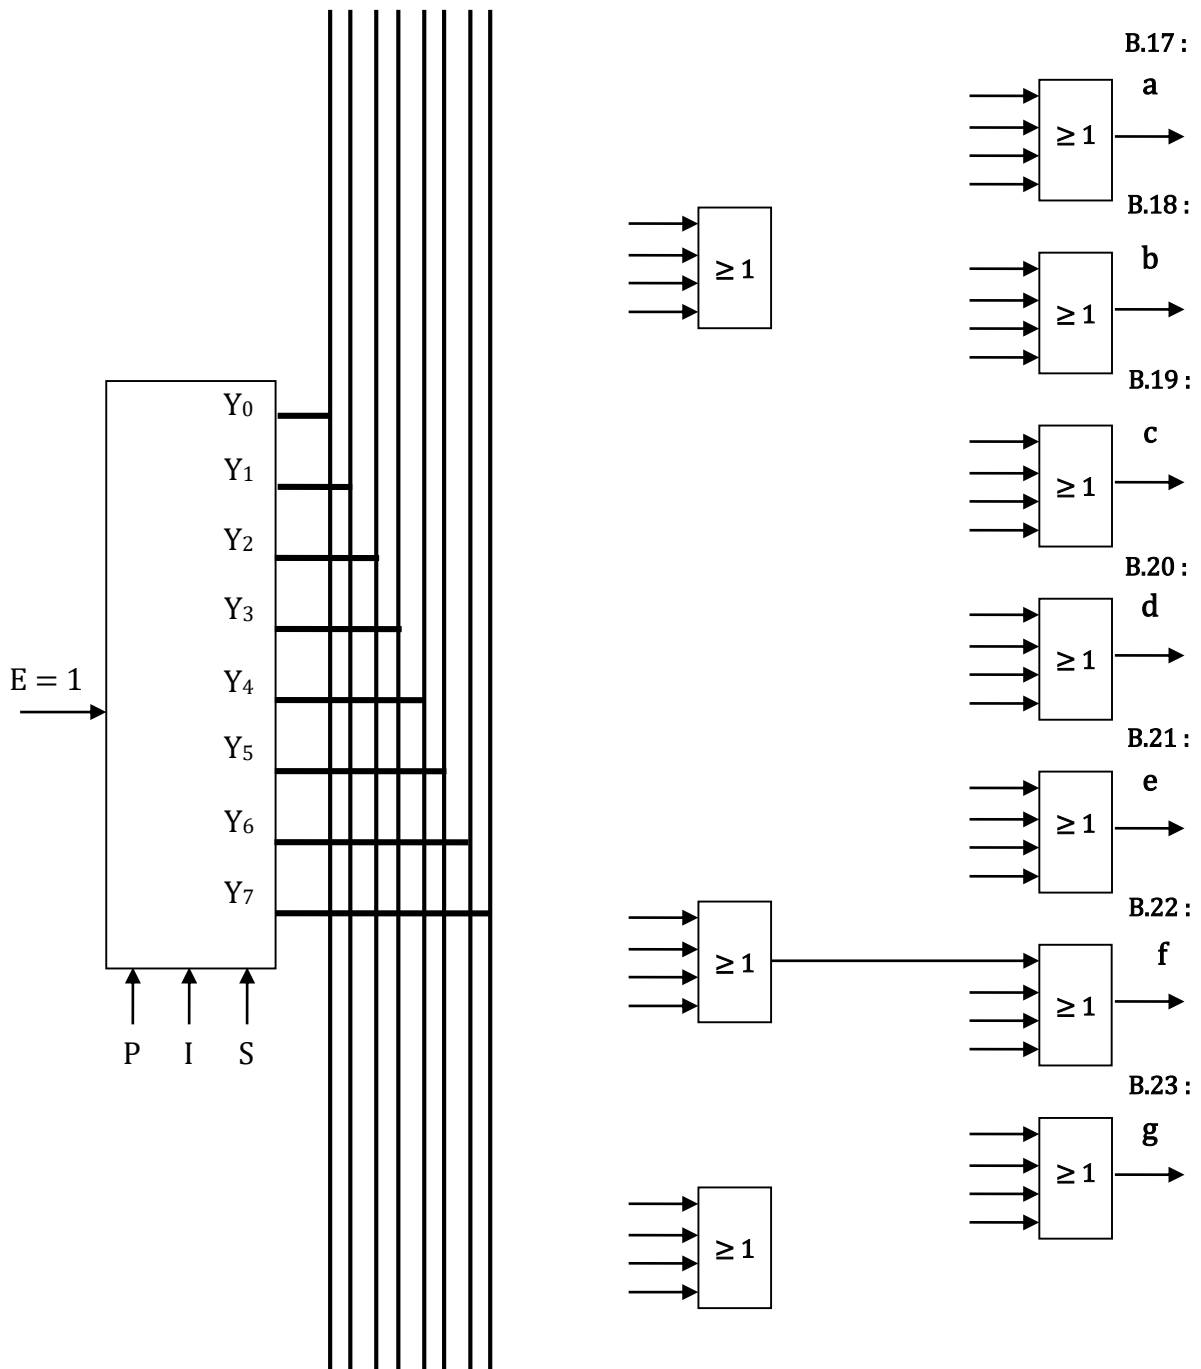 B.17 :
a
≥ 1
B.18 :
≥ 1
b
≥ 1
B.19 :
Y0
c
Y1
≥ 1
Y2
B.20 :
Y3
d
≥ 1
E = 1
Y4
B.21 :
Y5
e
Y6
≥ 1
Y7
B.22 :
≥ 1
f
≥ 1
P I S
B.23 :
g
≥ 1
≥ 1